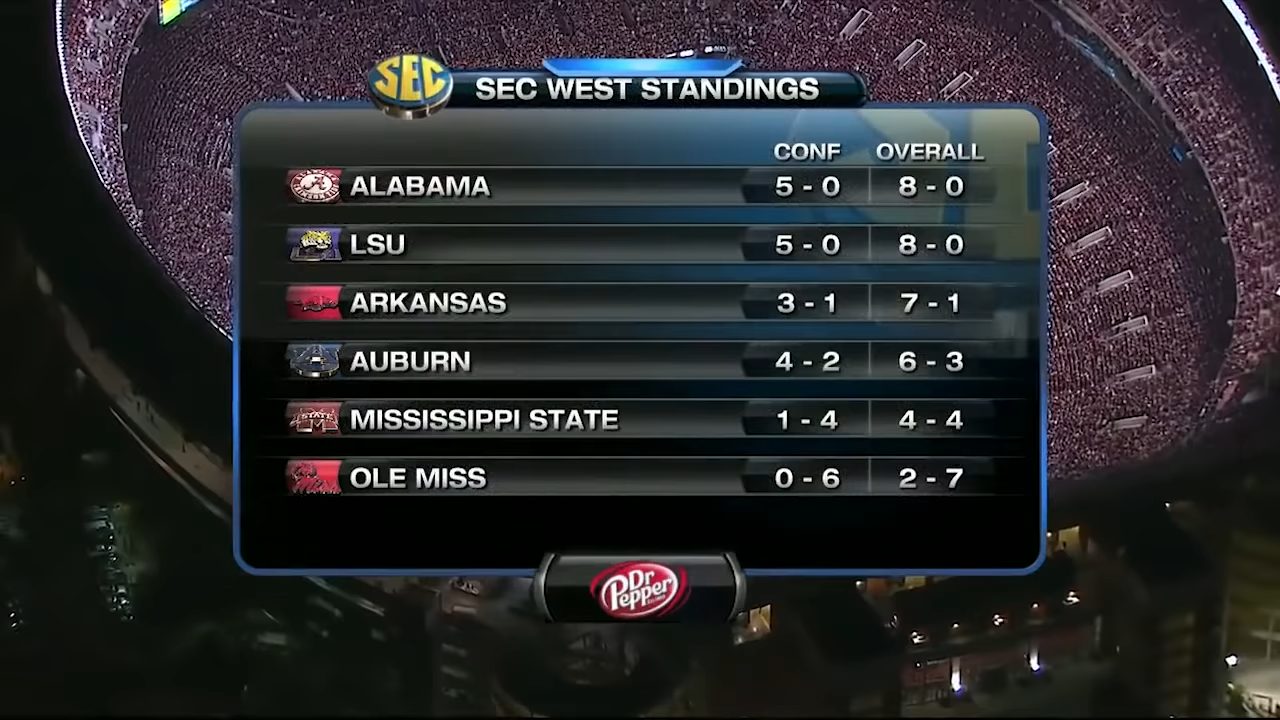 SEC
SEC WEST STANDINGS
CONF OVERALL
ALABAMA 5 - 0 8 - 0
LSU 5 - 0 8 - 0
ARKANSAS 3 - 1 7 - 1
AUBURN 4 - 2 6 - 3
MISSISSIPPI STATE 1 - 4 4 - 4
OLE MISS 0 - 6 2 - 7
Dr
Pepper